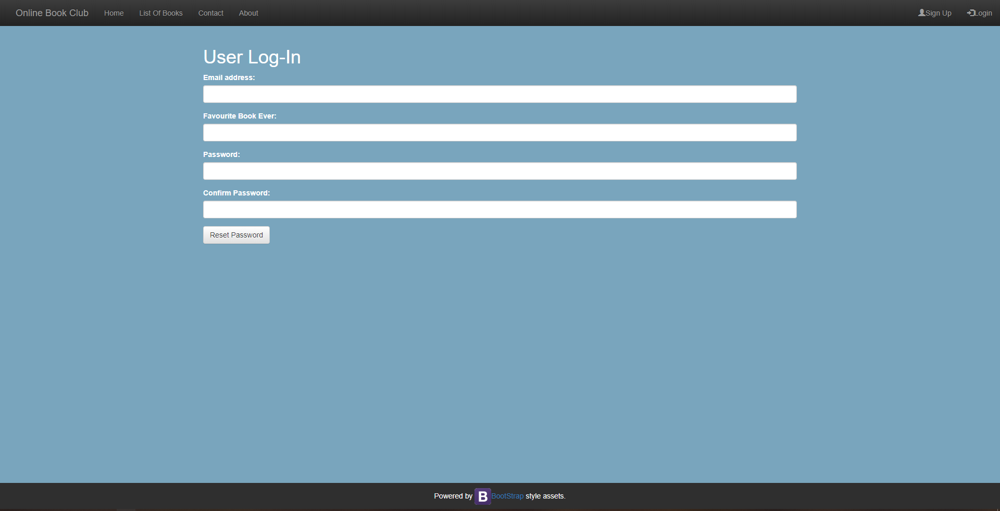 Online Book Club Home List Of Books Contact About Sign Up Login
User Log-In
Email address:
Favourite Book Ever:
Password:
Confirm Password:
Reset Password
Powered by B BootStrap style assets.